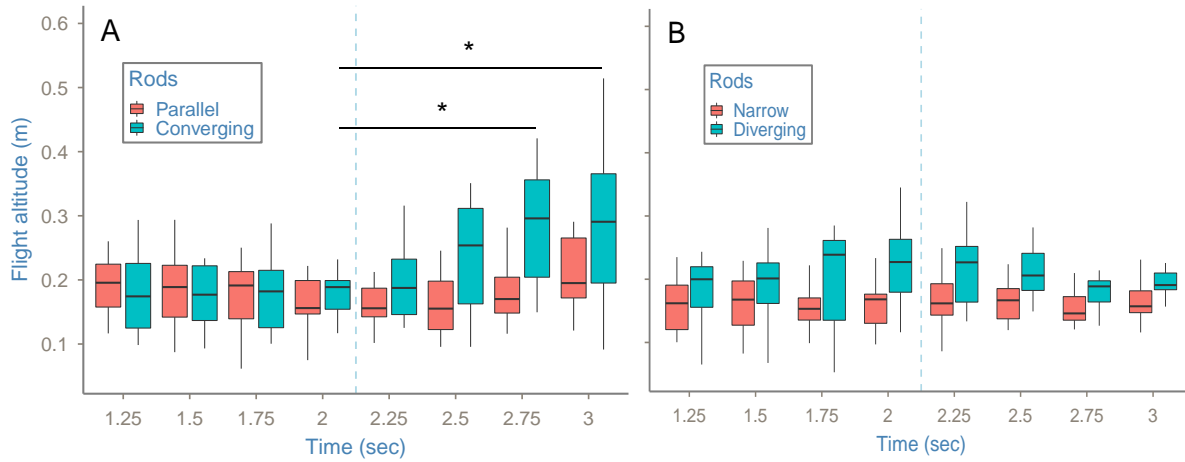 A
B
*
*
Rods
Parallel
Converging
Rods
Narrow
Diverging
Flight altitude (m)
0.6
0.5
0.4
0.3
0.2
0.1
1.25 1.5 1.75 2 2.25 2.5 2.75 3
Time (sec)
1.25 1.5 1.75 2 2.25 2.5 2.75 3
Time (sec)